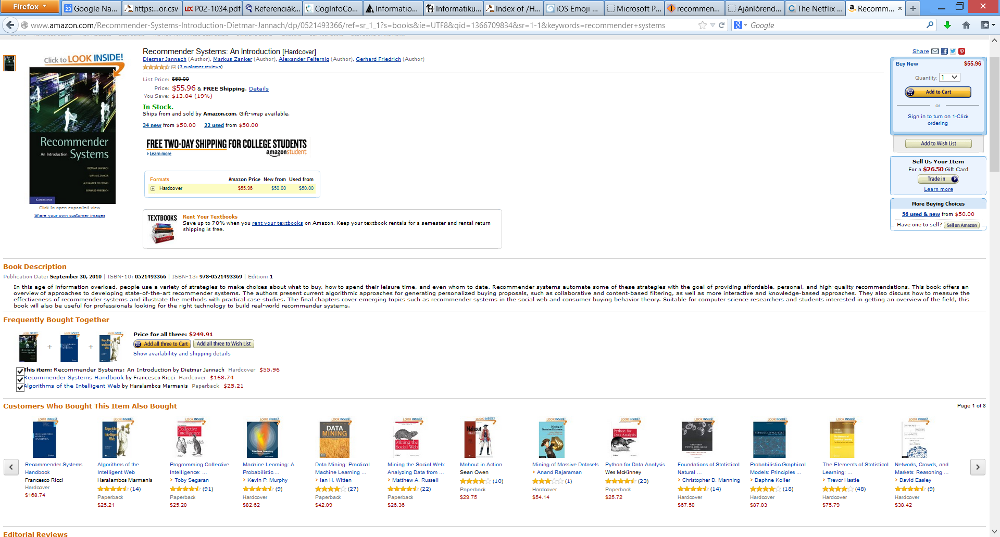 Firefox
Google Na...
https:...or.csv
P02-1034.pdf
Referenciák...
CogInfoCo...
Informatio...
Informatiku...
Index of /H...
iOS Emoji ...
Microsoft P...
recommen...
Ajánlórend...
The Netflix ...
Recomm...
www.amazon.com/Recommender-Systems-Introduction-Dietmar-Jannach/dp/0521493366/ref=sr_1_1?s=books&ie=UTF8&qid=1366709834&sr=1-1&keywords=recommender+systems
Google
Click to LOOK INSIDE!
Recommender
An Introduction Systems
DIETMAR JANNACH
MARKUS ZANKER
ALEXANDER FELFERNIG
GERHARD FRIEDRICH
CAMBRIDGE
Click to open expanded view
Share your own customer images
Recommender Systems: An Introduction [Hardcover]
Dietmar Jannach (Author), Markus Zanker (Author), Alexander Felfernig (Author), Gerhard Friedrich (Author)
(3 customer reviews)
List Price: $69.00
Price: $55.96 & FREE Shipping. Details
You Save: $13.04 (19%)
In Stock.
Ships from and sold by Amazon.com. Gift-wrap available.
34 new from $50.00 22 used from $50.00
FREE TWO-DAY SHIPPING FOR COLLEGE STUDENTS
Learn more
amazonstudent
Formats Amazon Price New from Used from
Hardcover $55.96 $50.00 $50.00
TEXTBOOKS
Rent Your Textbooks
Save up to 70% when you rent your textbooks on Amazon. Keep your textbook rentals for a semester and rental return
shipping is free.
Share
Buy New $55.96
Quantity: 1
Add to Cart
or
Sign in to turn on 1-Click
ordering
Add to Wish List
Sell Us Your Item
For a $26.50 Gift Card
Trade in
Learn more
More Buying Choices
56 used & new from $50.00
Have one to sell? Sell on Amazon
Book Description
Publication Date: September 30, 2010 | ISBN-10: 0521493366 | ISBN-13: 978-0521493369 | Edition: 1
In this age of information overload, people use a variety of strategies to make choices about what to buy, how to spend their leisure time, and even whom to date. Recommender systems automate some of these strategies with the goal of providing affordable, personal, and high-quality recommendations. This book offers an
overview of approaches to developing state-of-the-art recommender systems. The authors present current algorithmic approaches for generating personalized buying proposals, such as collaborative and content-based filtering, as well as more interactive and knowledge-based approaches. They also discuss how to measure the
effectiveness of recommender systems and illustrate the methods with practical case studies. The final chapters cover emerging topics such as recommender systems in the social web and consumer buying behavior theory. Suitable for computer science researchers and students interested in getting an overview of the field, this
book will also be useful for professionals looking for the right technology to build real-world recommender systems.
Frequently Bought Together
Price for all three: $249.91
Add all three to Cart
Add all three to Wish List
Show availability and shipping details
This item: Recommender Systems: An Introduction by Dietmar Jannach Hardcover $55.96
Recommender Systems Handbook by Francesco Ricci Hardcover $168.74
Algorithms of the Intelligent Web by Haralambos Marmanis Paperback $25.21
Customers Who Bought This Item Also Bought
Page 1 of 8
Recommender Systems
Handbook
Francesco Ricci
Hardcover
$168.74
Algorithms of the
Intelligent Web
Haralambos Marmanis
(14)
Paperback
$25.21
Programming Collective
Intelligence: ...
Toby Segaran
(91)
Paperback
$25.20
Machine Learning: A
Probabilistic ...
Kevin P. Murphy
(9)
Hardcover
$82.62
Data Mining: Practical
Machine Learning ...
Ian H. Witten
(27)
Paperback
$42.09
Mining the Social Web:
Analyzing Data from ...
Matthew A. Russell
(22)
Paperback
$26.36
Mahout in Action
Sean Owen
(10)
Paperback
$29.75
Mining of Massive Datasets
Anand Rajaraman
(1)
Hardcover
$54.14
Python for Data Analysis
Wes McKinney
(23)
Paperback
$25.72
Foundations of Statistical
Natural ...
Christopher D. Manning
(14)
Hardcover
$67.50
Probabilistic Graphical
Models: Principles ...
Daphne Koller
(18)
Hardcover
$87.03
The Elements of Statistical
Learning: ...
Trevor Hastie
(48)
Hardcover
$75.79
Networks, Crowds, and
Markets: Reasoning ...
David Easley
(9)
Hardcover
$38.42
Editorial Reviews